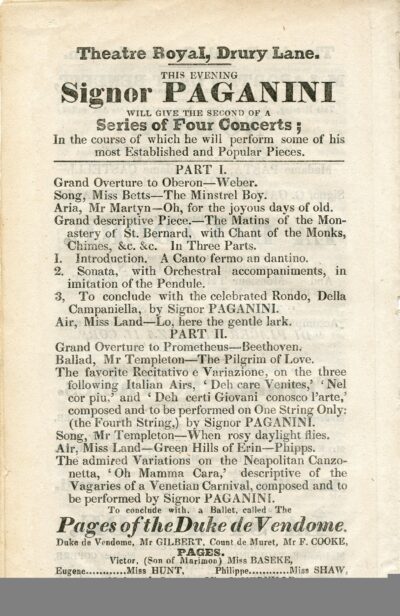 Theatre Royal, Drury Lane.
THIS EVENING
Signor PAGANINI
WILL GIVE THE SECOND OF A
Series of Four Concerts;
In the course of which he will perform some of his
most Established and Popular Pieces.
PART I.
Grand Overture to Oberon—Weber.
Song, Miss Betts—The Minstrel Boy.
Aria, Mr Martyn—Oh, for the joyous days of old.
Grand descriptive Piece.—The Matins of the Mon-
astery of St. Bernard, with Chant of the Monks,
Chimes, &c. &c. In Three Parts.
1. Introduction. A Canto fermo an dantino.
2. Sonata, with Orchestral accompaniments, in
imitation of the Pendule.
3, To conclude with the celebrated Rondo, Della
Campaniella, by Signor PAGANINI.
Air, Miss Land—Lo, here the gentle lark.
PART II.
Grand Overture to Prometheus—Beethoven.
Ballad, Mr Templeton—The Pilgrim of Love.
The favorite Recitativo e Variazione, on the three
following Italian Airs, ‘Deh care Venites,’ ‘Nel
cor piu,’ and ‘Deh certi Giovani conosco l’arte,’
composed and to be performed on One String Only:
(the Fourth String,) by Signor PAGANINI.
Song, Mr Templeton—When rosy daylight flies.
Air, Miss Land—Green Hills of Erin—Phipps.
The admired Variations on the Neapolitan Canzo-
netta, ‘Oh Mamma Cara,’ descriptive of the
Vagaries of a Venetian Carnival, composed and to
be performed by Signor PAGANINI.
To conclude with, a Ballet, called The
Pages of the Duke de Vendome.
Duke de Vendome, Mr GILBERT, Count de Muret, Mr F. COOKE,
PAGES.
Victor, (Son of Marimon) Miss BASEKE,
Eugene............Miss HUNT, Philippe............Miss SHAW,